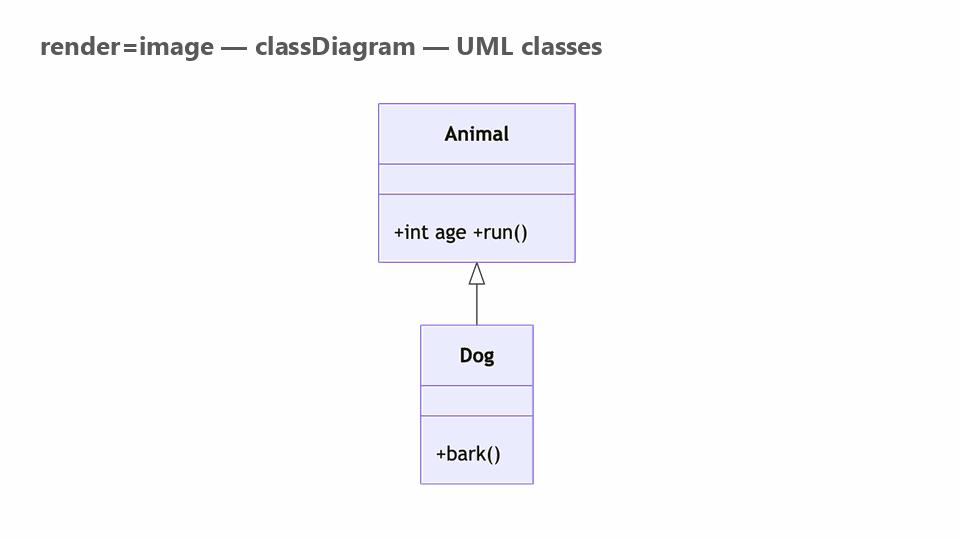 render=image — classDiagram — UML classes
Animal
+int age +run()
Dog
+bark()